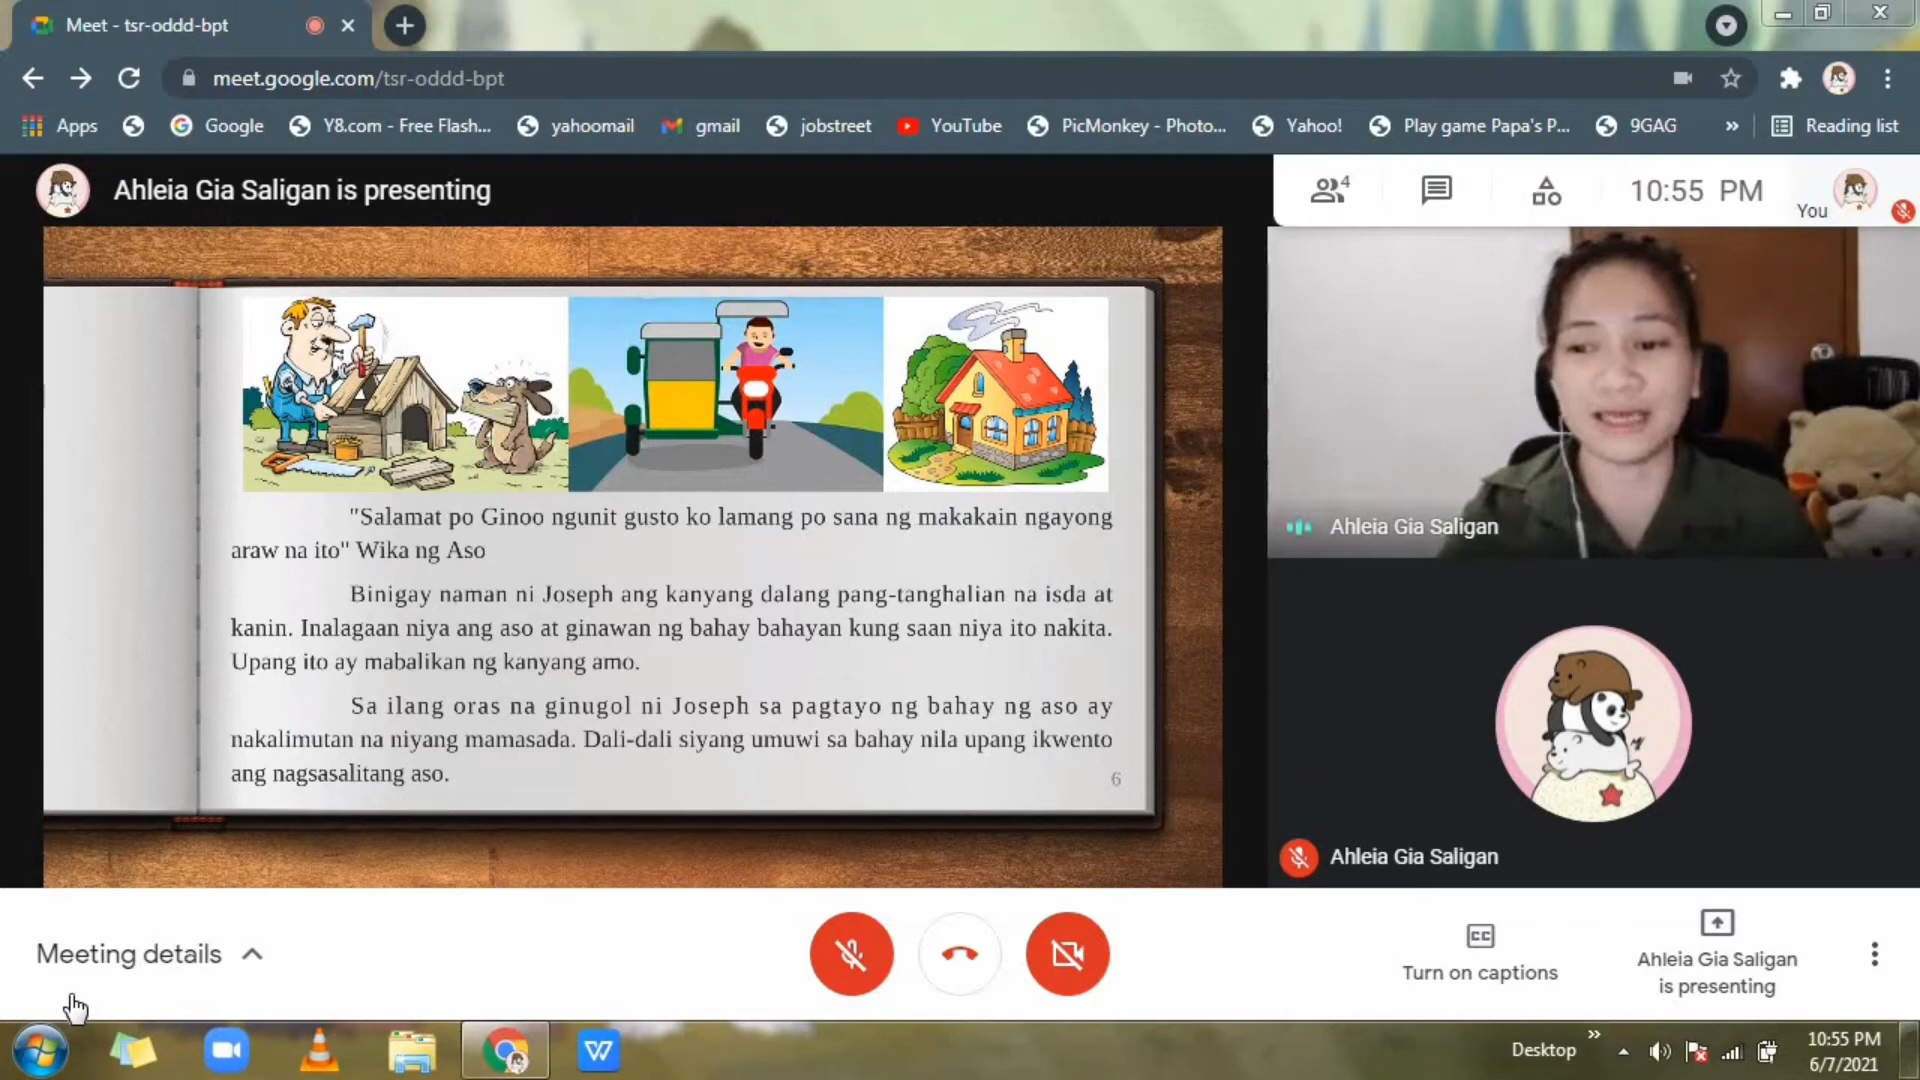 Meet - tsr-oddd-bpt
meet.google.com/tsr-oddd-bpt
Apps
Google
Y8.com - Free Flash...
yahoomail
gmail
jobstreet
YouTube
PicMonkey - Photo...
Yahoo!
Play game Papa's P...
9GAG
»
Reading list
Ahleia Gia Saligan is presenting
4
10:55 PM
You
"Salamat po Ginoo ngunit gusto ko lamang po sana ng makakain ngayong
araw na ito" Wika ng Aso
Binigay naman ni Joseph ang kanyang dalang pang-tanghalian na isda at
kanin. Inalagaan niya ang aso at ginawan ng bahay bahayan kung saan niya ito nakita.
Upang ito ay mabalikan ng kanyang amo.
Sa ilang oras na ginugol ni Joseph sa pagtayo ng bahay ng aso ay
nakalimutan na niyang mamasada. Dali-dali siyang umuwi sa bahay nila upang ikwento
ang nagsasalitang aso.
6
Ahleia Gia Saligan
Ahleia Gia Saligan
Meeting details
CC
Turn on captions
Ahleia Gia Saligan
is presenting
W
Desktop
»
10:55 PM
6/7/2021